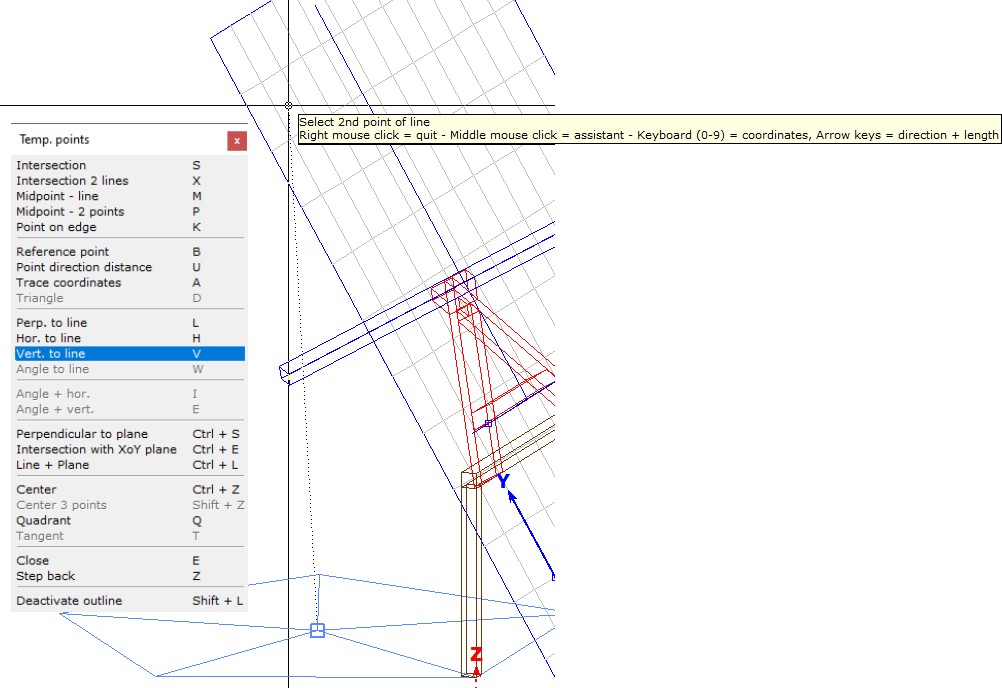 Select 2nd point of line
Right mouse click = quit - Middle mouse click = assistant - Keyboard (0-9) = coordinates, Arrow keys = direction + length
Temp. points x
Intersection S
Intersection 2 lines X
Midpoint - line M
Midpoint - 2 points P
Point on edge K
Reference point B
Point direction distance U
Trace coordinates A
Triangle D
Perp. to line L
Hor. to line H
Vert. to line V
Angle to line W
Angle + hor. I
Angle + vert. E
Perpendicular to plane Ctrl + S
Intersection with XoY plane Ctrl + E
Line + Plane Ctrl + L
Center Ctrl + Z
Center 3 points Shift + Z
Quadrant Q
Tangent T
Close E
Step back Z
Deactivate outline Shift + L
Y
Z